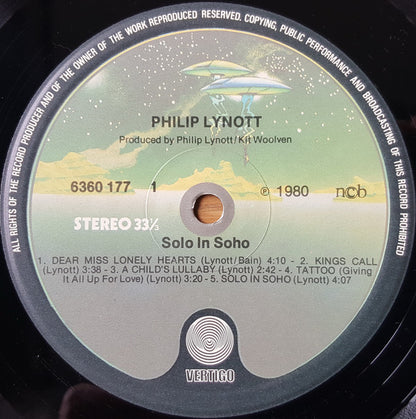 ALL RIGHTS OF THE RECORD PRODUCER AND OF THE OWNER OF THE WORK REPRODUCED RESERVED. COPYING, PUBLIC PERFORMANCE AND BROADCASTING OF THIS RECORD PROHIBITED
PHILIP LYNOTT
Produced by Philip Lynott/Kit Woolven
6360 177 1 ℗ 1980 ncb
STEREO 33⅓
Solo In Soho
1. DEAR MISS LONELY HEARTS (Lynott/Bain) 4:10 - 2. KINGS CALL
(Lynott) 3:38 - 3. A CHILD'S LULLABY (Lynott) 2:42 - 4. TATTOO (Giving
It All Up For Love) (Lynott) 3:20 - 5. SOLO IN SOHO (Lynott) 4:07
VERTIGO